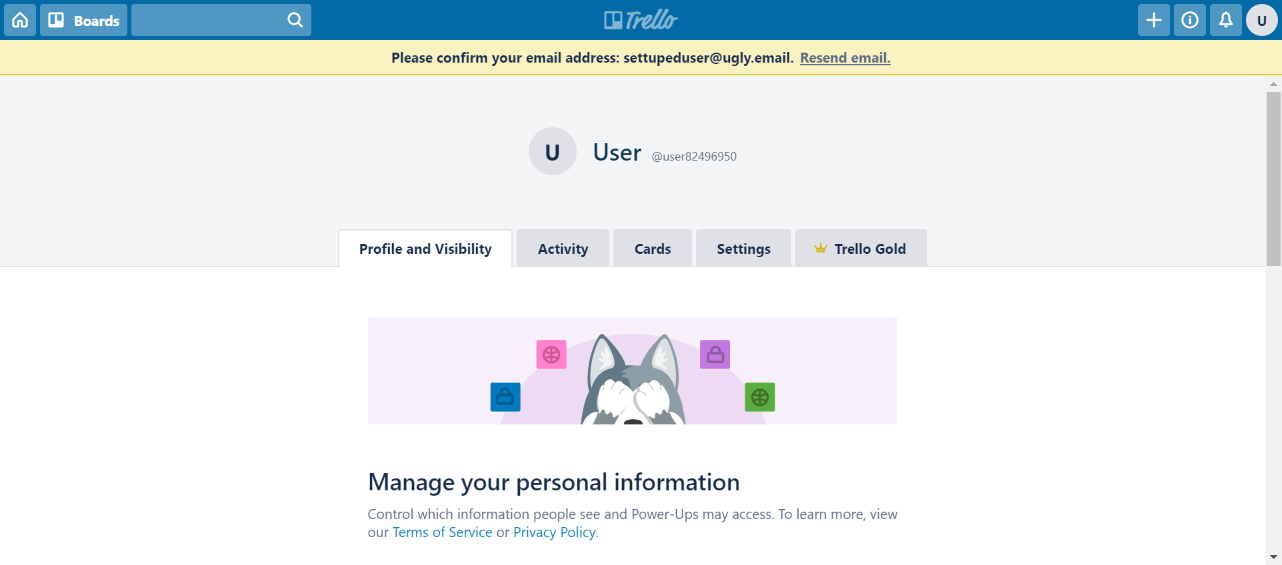 Boards
Trello
U
Please confirm your email address: settupeduser@ugly.email. Resend email.
U
User @user82496950
Profile and Visibility
Activity
Cards
Settings
Trello Gold
Manage your personal information
Control which information people see and Power-Ups may access. To learn more, view
our Terms of Service or Privacy Policy.